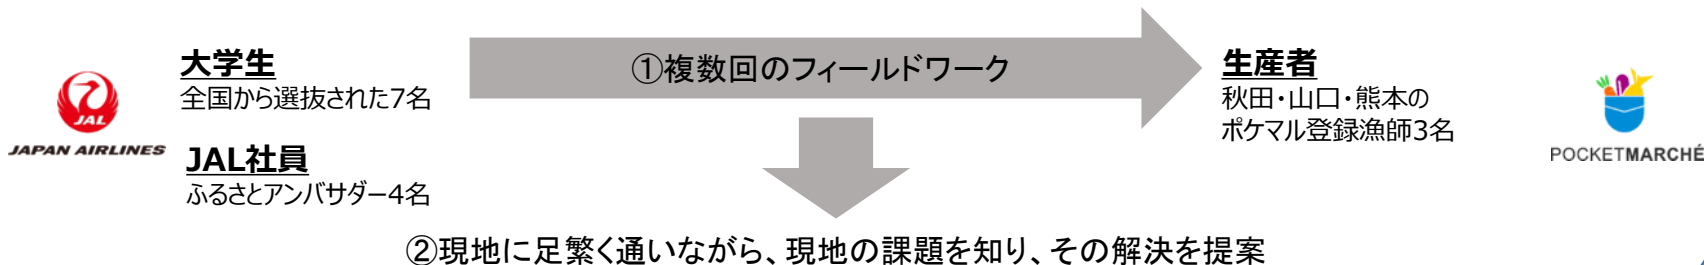 JAL
JAPAN AIRLINES
大学生
全国から選抜された7名
JAL社員
ふるさとアンバサダー4名
①複数回のフィールドワーク
生産者
秋田・山口・熊本の
ポケマル登録漁師3名
POCKETMARCHÉ
②現地に足繁く通いながら、現地の課題を知り、その解決を提案